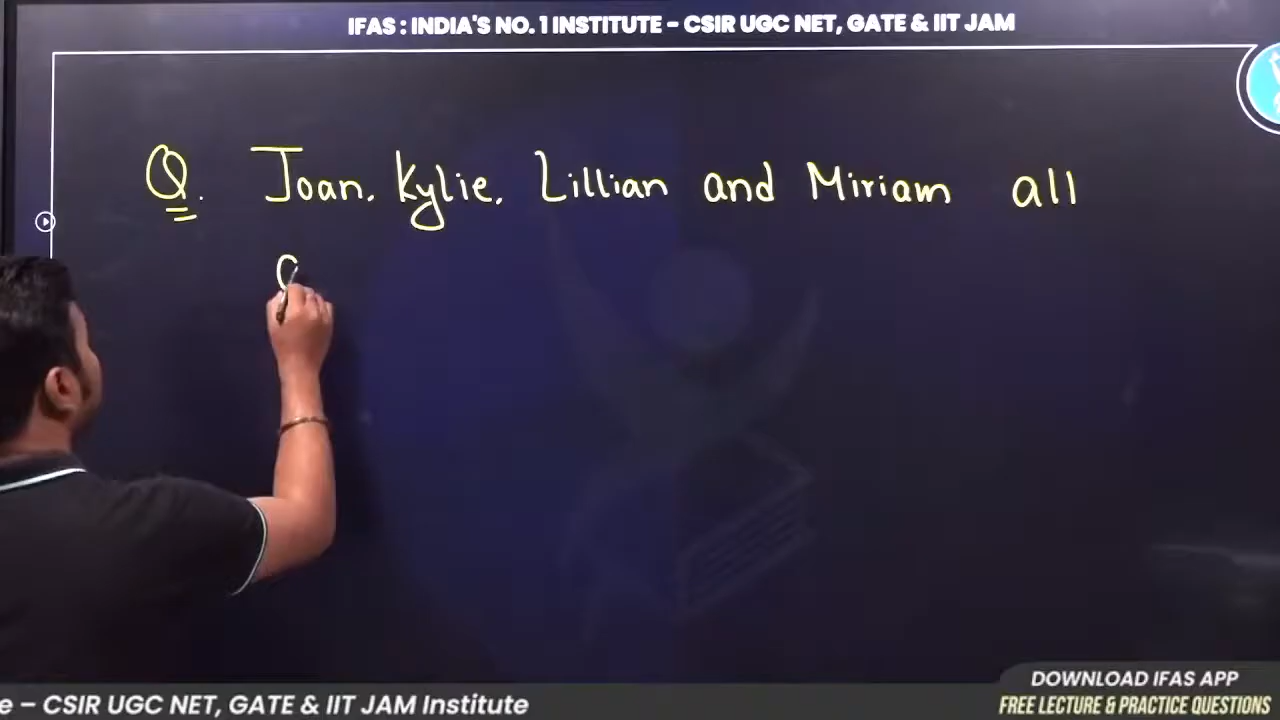 IFAS : INDIA'S NO. 1 INSTITUTE - CSIR UGC NET, GATE & IIT JAM
Q. Joan, Kylie, Lillian and Miriam all
DOWNLOAD IFAS APP
e – CSIR UGC NET, GATE & IIT JAM Institute
FREE LECTURE & PRACTICE QUESTIONS